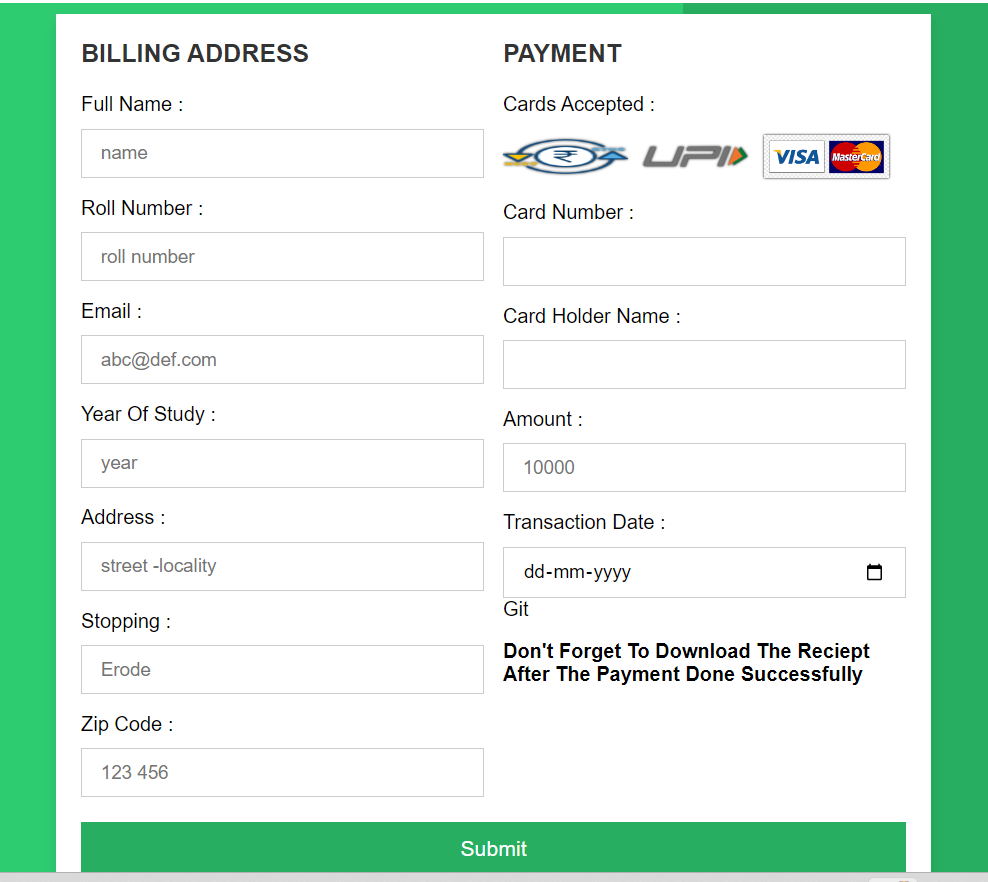 BILLING ADDRESS
Full Name :
name
Roll Number :
roll number
Email :
abc@def.com
Year Of Study :
year
Address :
street -locality
Stopping :
Erode
Zip Code :
123 456
PAYMENT
Cards Accepted :
₹ UPI VISA MasterCard
Card Number :
Card Holder Name :
Amount :
10000
Transaction Date :
dd-mm-yyyy
Git
Don't Forget To Download The Reciept
After The Payment Done Successfully
Submit